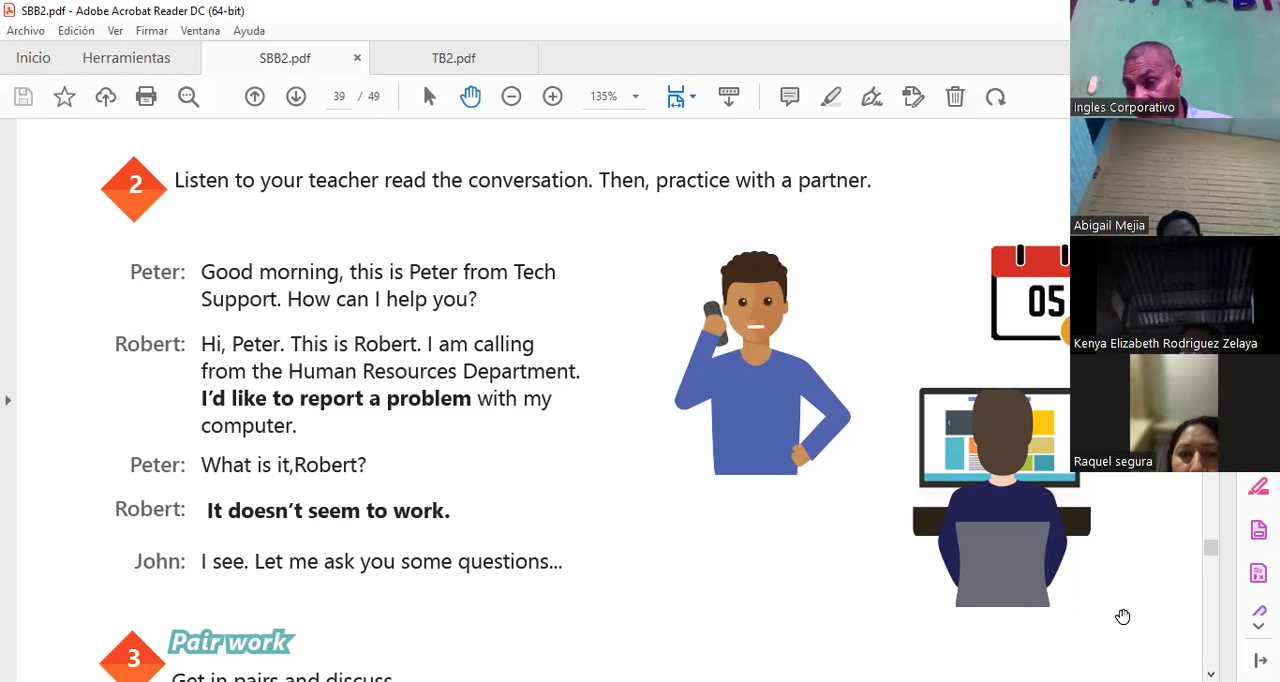 SBB2.pdf - Adobe Acrobat Reader DC (64-bit)
Archivo Edición Ver Firmar Ventana Ayuda
Inicio Herramientas SBB2.pdf × TB2.pdf
39 / 49 135%
2 Listen to your teacher read the conversation. Then, practice with a partner.
Peter: Good morning, this is Peter from Tech
Support. How can I help you?
Robert: Hi, Peter. This is Robert. I am calling
from the Human Resources Department.
I'd like to report a problem with my
computer.
Peter: What is it,Robert?
Robert: It doesn't seem to work.
John: I see. Let me ask you some questions...
3 Pair work
Get in pairs and discuss
05
Ingles Corporativo
Abigail Mejia
Kenya Elizabeth Rodriguez Zelaya
Raquel segura